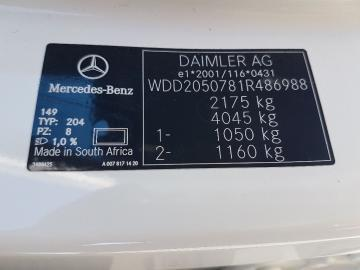 DAIMLER AG
e1*2001/116*0431
WDD2050781R486988
2175 kg
4045 kg
1- 1050 kg
2- 1160 kg
Mercedes-Benz
149
TYP: 204
PZ: 8
1,0 %
Made in South Africa
A 007 817 14 20